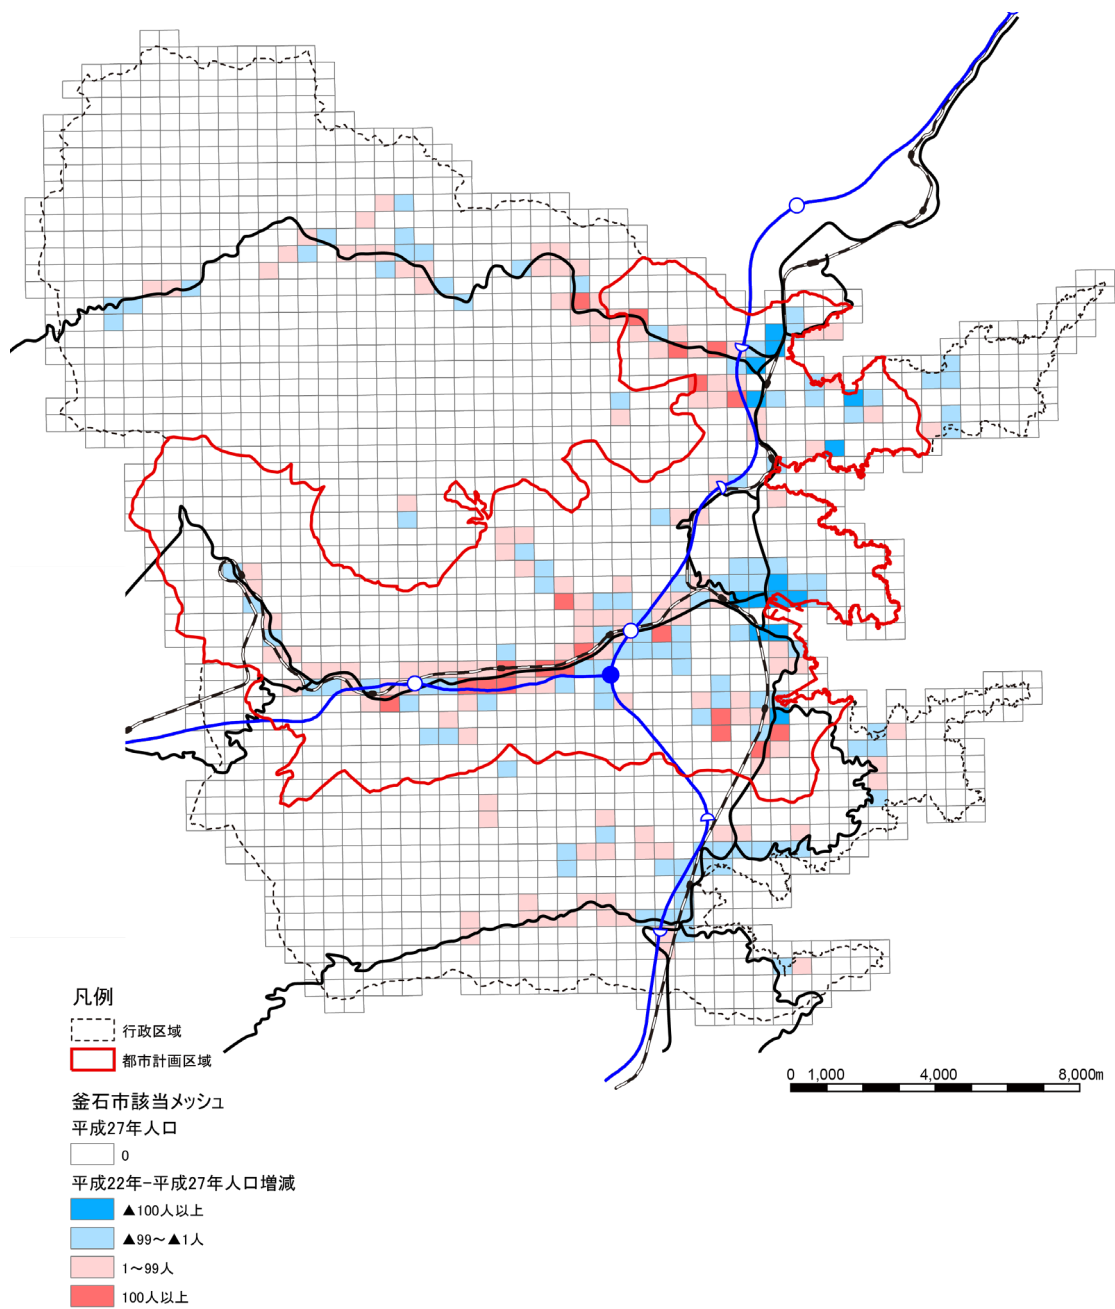 凡例
行政区域
都市計画区域
0 1,000 4,000 8,000m
釜石市該当メッシュ
平成27年人口
0
平成22年-平成27年人口増減
▲100人以上
▲99～▲1人
1～99人
100人以上